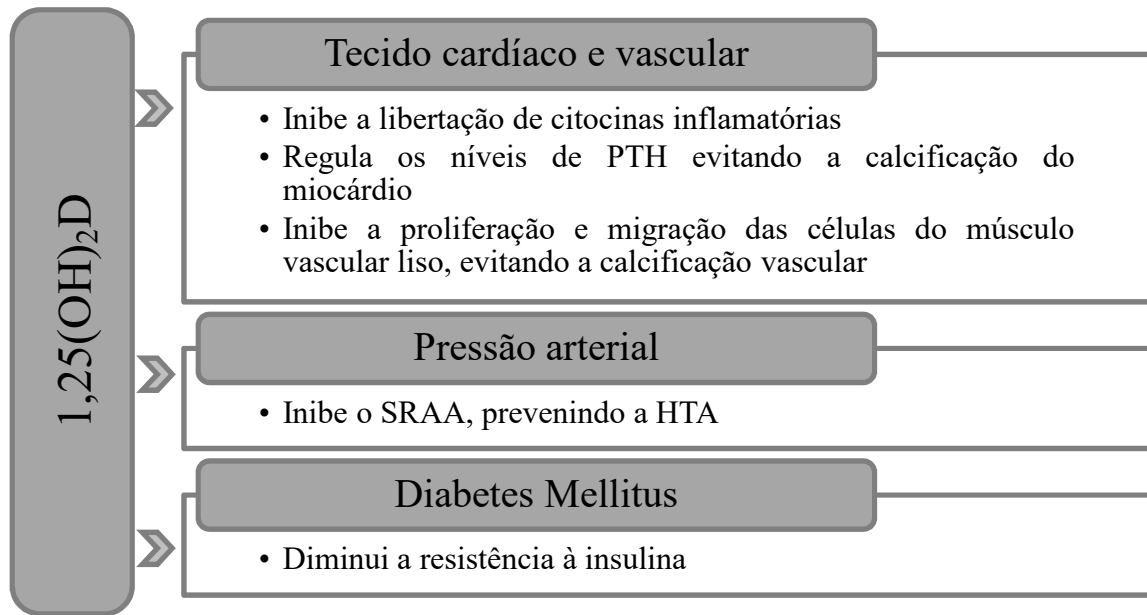 1,25(OH)₂D
Tecido cardíaco e vascular
• Inibe a libertação de citocinas inflamatórias
• Regula os níveis de PTH evitando a calcificação do
miocárdio
• Inibe a proliferação e migração das células do músculo
vascular liso, evitando a calcificação vascular
Pressão arterial
• Inibe o SRAA, prevenindo a HTA
Diabetes Mellitus
• Diminui a resistência à insulina